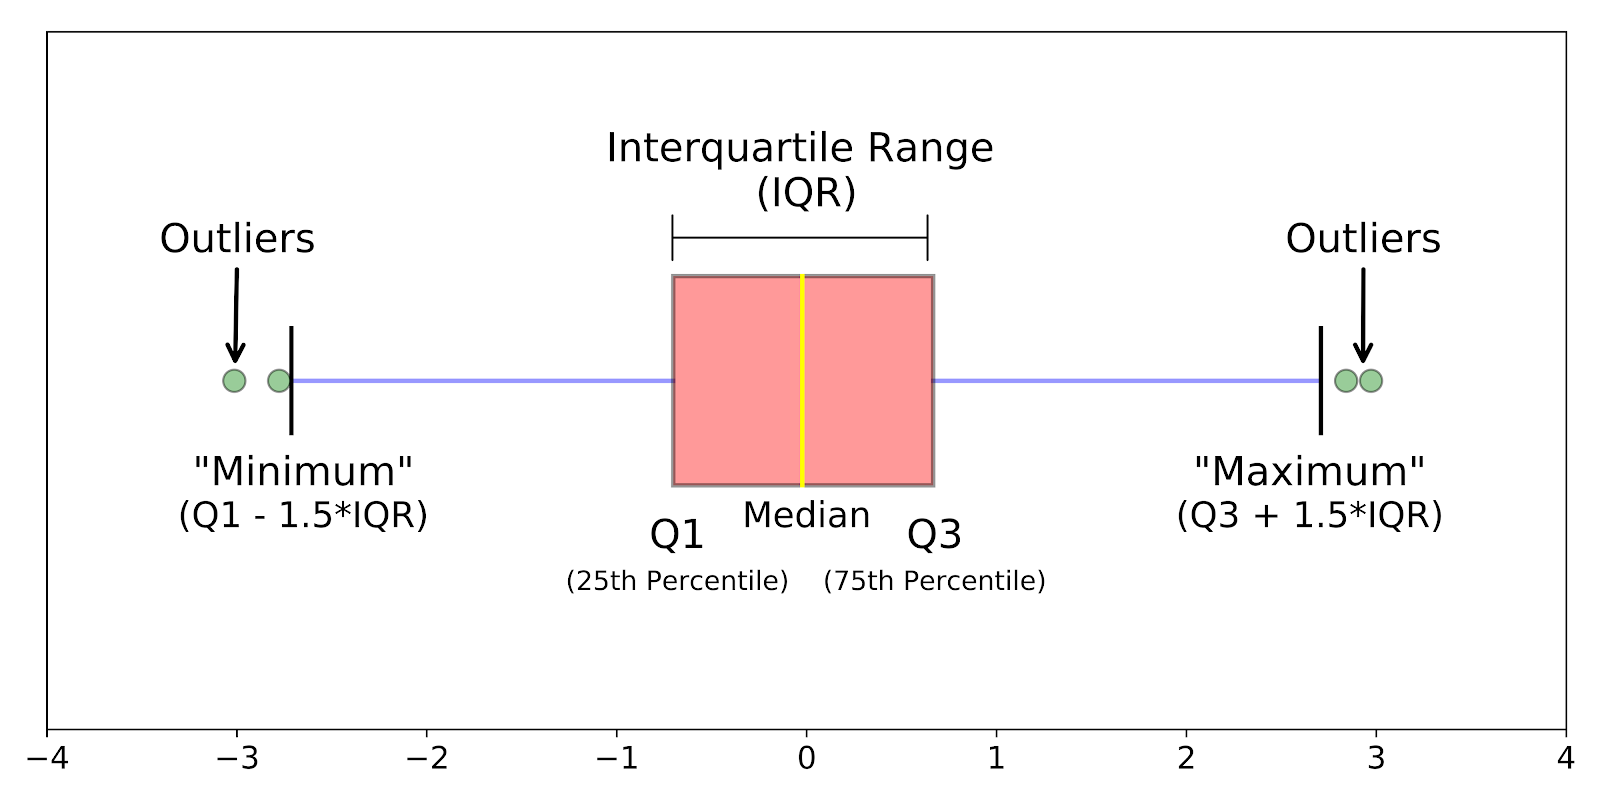 Interquartile Range
(IQR)
Outliers
Outliers
"Minimum"
(Q1 - 1.5*IQR)
"Maximum"
(Q3 + 1.5*IQR)
Median
Q1
Q3
(25th Percentile)
(75th Percentile)
−4 −3 −2 −1 0 1 2 3 4